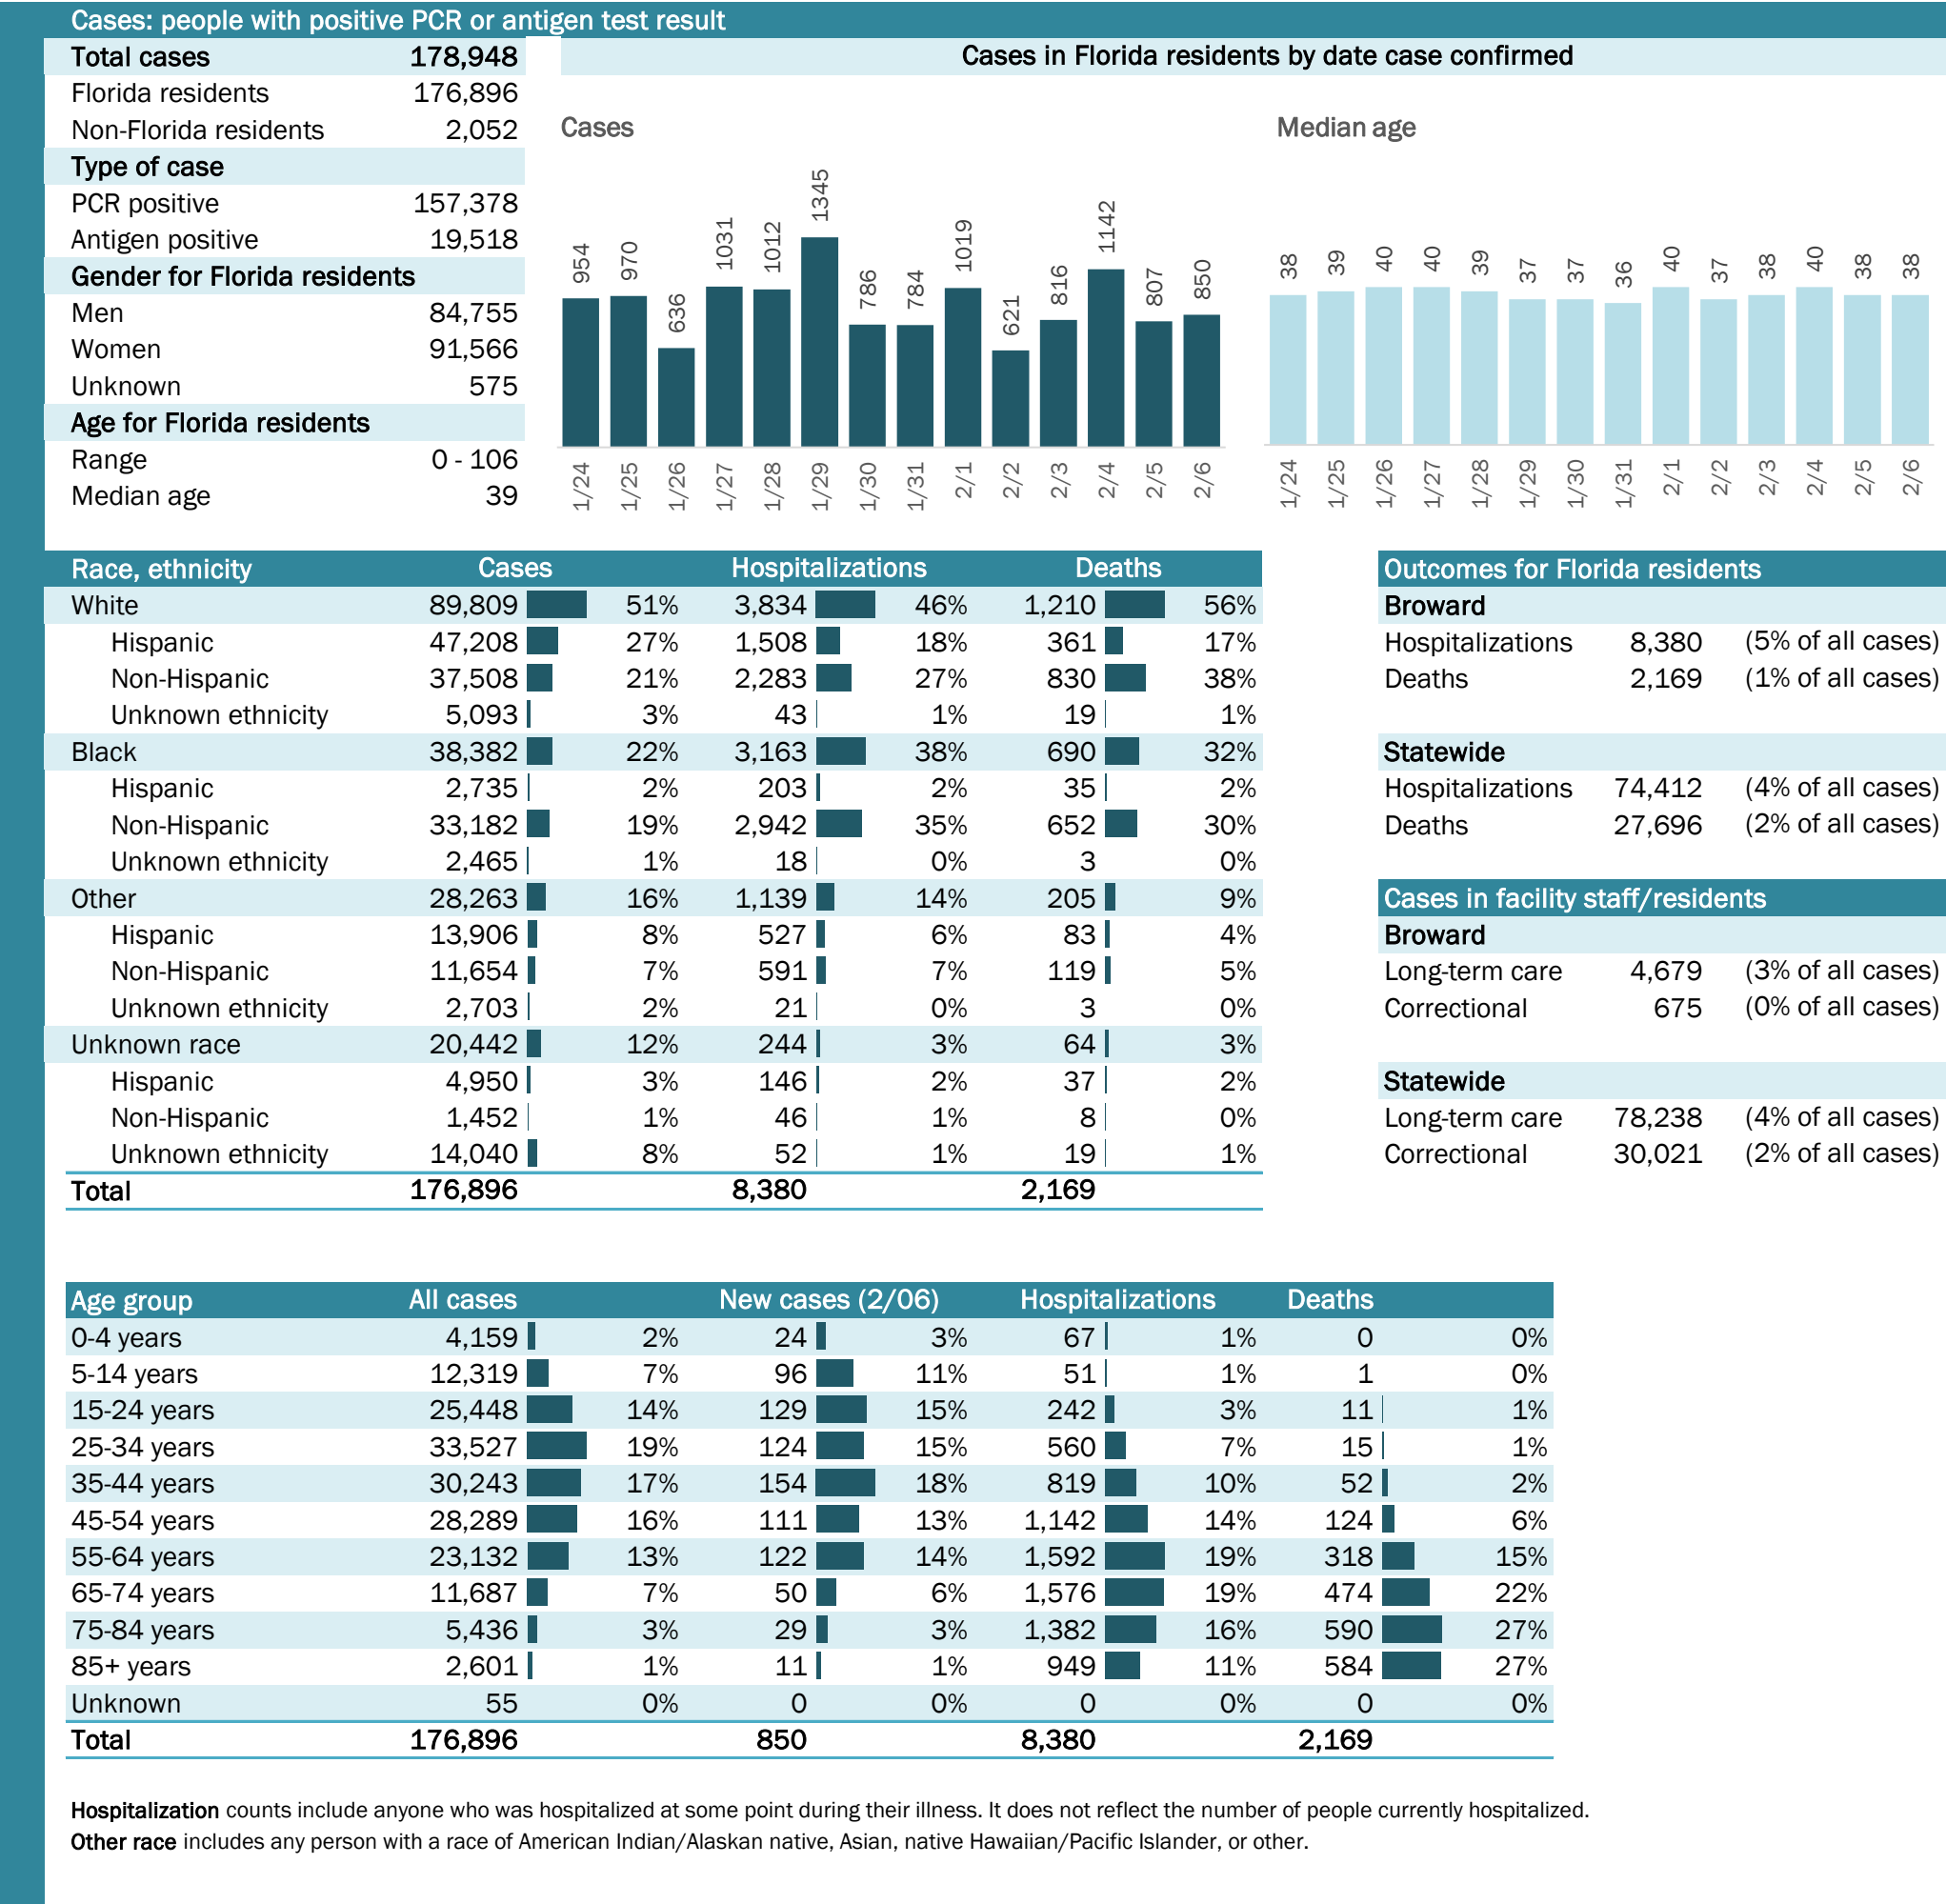 Cases: people with positive PCR or antigen test result
Total cases 178,948
Florida residents 176,896
Non-Florida residents 2,052
Type of case
PCR positive 157,378
Antigen positive 19,518
Gender for Florida residents
Men 84,755
Women 91,566
Unknown 575
Age for Florida residents
Range 0 - 106
Median age 39
Cases in Florida residents by date case confirmed
Cases
954 970 636 1031 1012 1345 786 784 1019 621 816 1142 807 850
1/24 1/25 1/26 1/27 1/28 1/29 1/30 1/31 2/1 2/2 2/3 2/4 2/5 2/6
Median age
38 39 40 40 39 37 37 36 40 37 38 40 38 38
1/24 1/25 1/26 1/27 1/28 1/29 1/30 1/31 2/1 2/2 2/3 2/4 2/5 2/6
Race, ethnicity Cases Hospitalizations Deaths
White 89,809 51% 3,834 46% 1,210 56%
Hispanic 47,208 27% 1,508 18% 361 17%
Non-Hispanic 37,508 21% 2,283 27% 830 38%
Unknown ethnicity 5,093 3% 43 1% 19 1%
Black 38,382 22% 3,163 38% 690 32%
Hispanic 2,735 2% 203 2% 35 2%
Non-Hispanic 33,182 19% 2,942 35% 652 30%
Unknown ethnicity 2,465 1% 18 0% 3 0%
Other 28,263 16% 1,139 14% 205 9%
Hispanic 13,906 8% 527 6% 83 4%
Non-Hispanic 11,654 7% 591 7% 119 5%
Unknown ethnicity 2,703 2% 21 0% 3 0%
Unknown race 20,442 12% 244 3% 64 3%
Hispanic 4,950 3% 146 2% 37 2%
Non-Hispanic 1,452 1% 46 1% 8 0%
Unknown ethnicity 14,040 8% 52 1% 19 1%
Total 176,896 8,380 2,169
Outcomes for Florida residents
Broward
Hospitalizations 8,380 (5% of all cases)
Deaths 2,169 (1% of all cases)
Statewide
Hospitalizations 74,412 (4% of all cases)
Deaths 27,696 (2% of all cases)
Cases in facility staff/residents
Broward
Long-term care 4,679 (3% of all cases)
Correctional 675 (0% of all cases)
Statewide
Long-term care 78,238 (4% of all cases)
Correctional 30,021 (2% of all cases)
Age group All cases New cases (2/06) Hospitalizations Deaths
0-4 years 4,159 2% 24 3% 67 1% 0 0%
5-14 years 12,319 7% 96 11% 51 1% 1 0%
15-24 years 25,448 14% 129 15% 242 3% 11 1%
25-34 years 33,527 19% 124 15% 560 7% 15 1%
35-44 years 30,243 17% 154 18% 819 10% 52 2%
45-54 years 28,289 16% 111 13% 1,142 14% 124 6%
55-64 years 23,132 13% 122 14% 1,592 19% 318 15%
65-74 years 11,687 7% 50 6% 1,576 19% 474 22%
75-84 years 5,436 3% 29 3% 1,382 16% 590 27%
85+ years 2,601 1% 11 1% 949 11% 584 27%
Unknown 55 0% 0 0% 0 0% 0 0%
Total 176,896 850 8,380 2,169
Hospitalization counts include anyone who was hospitalized at some point during their illness. It does not reflect the number of people currently hospitalized.
Other race includes any person with a race of American Indian/Alaskan native, Asian, native Hawaiian/Pacific Islander, or other.